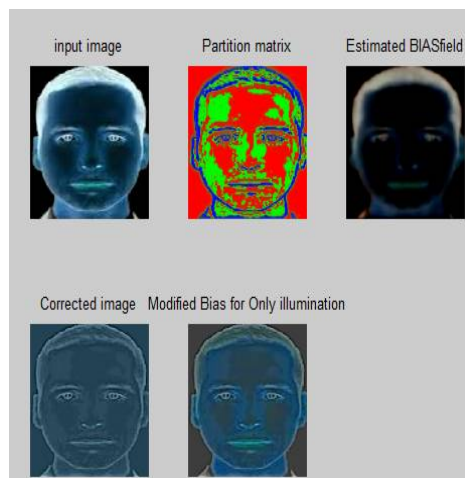 input image
Partition matrix
Estimated BIASfield
Corrected image
Modified Bias for Only illumination